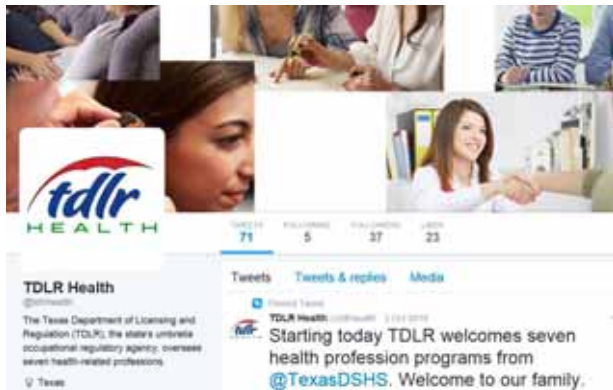 tdlr
HEALTH
TWEETS FOLLOWING FOLLOWERS LIKES
71 5 37 23
TDLR Health
@tdlrhealth
The Texas Department of Licensing and
Regulation (TDLR), the state's umbrella
occupational regulatory agency, oversees
seven health-related professions.
Texas
Tweets Tweets & replies Media
Pinned Tweet
TDLR Health @tdlrhealth
Starting today TDLR welcomes seven
health profession programs from
@TexasDSHS. Welcome to our family.